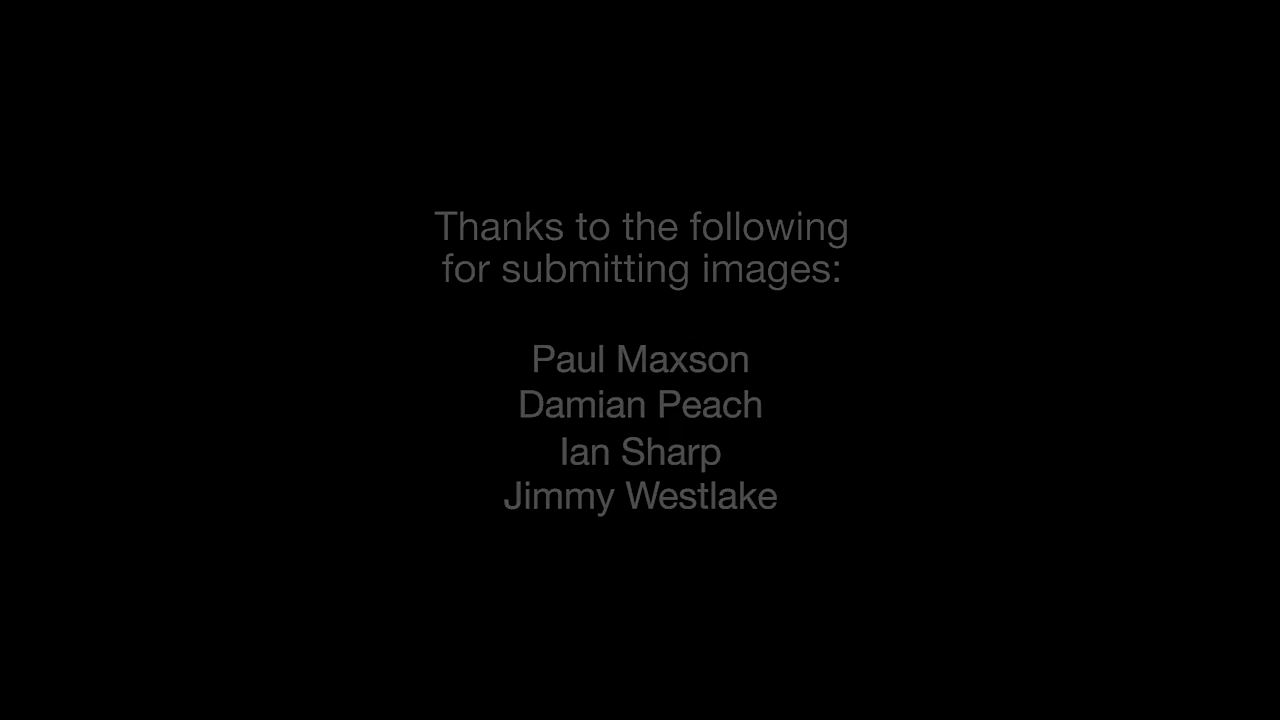 Thanks to the following
for submitting images:
Paul Maxson
Damian Peach
Ian Sharp
Jimmy Westlake